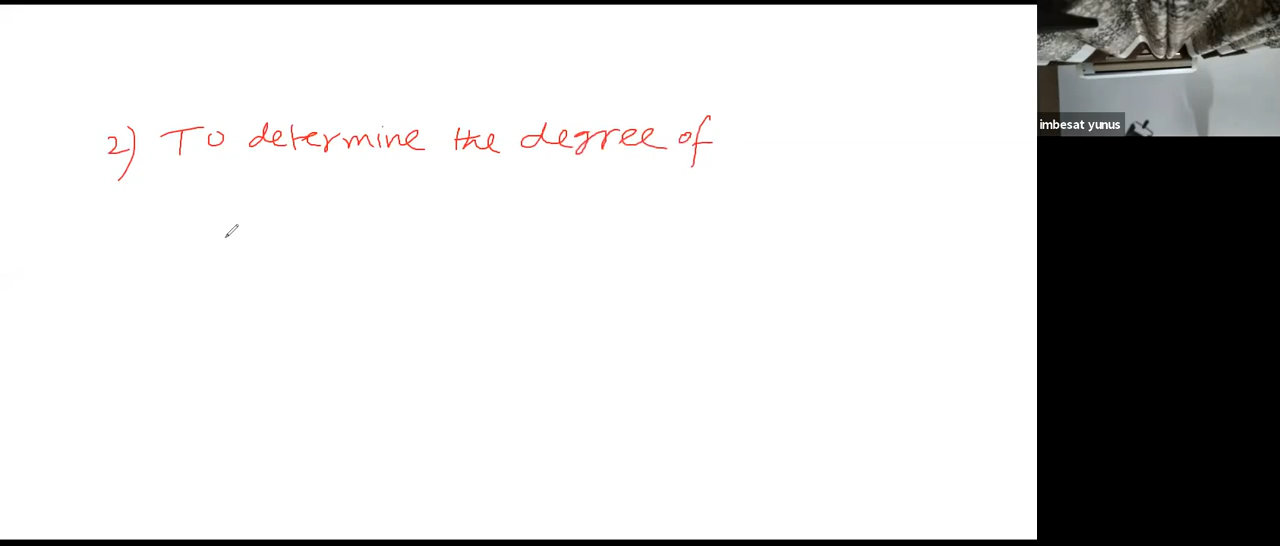 2) To determine the degree of
imbesat yunus